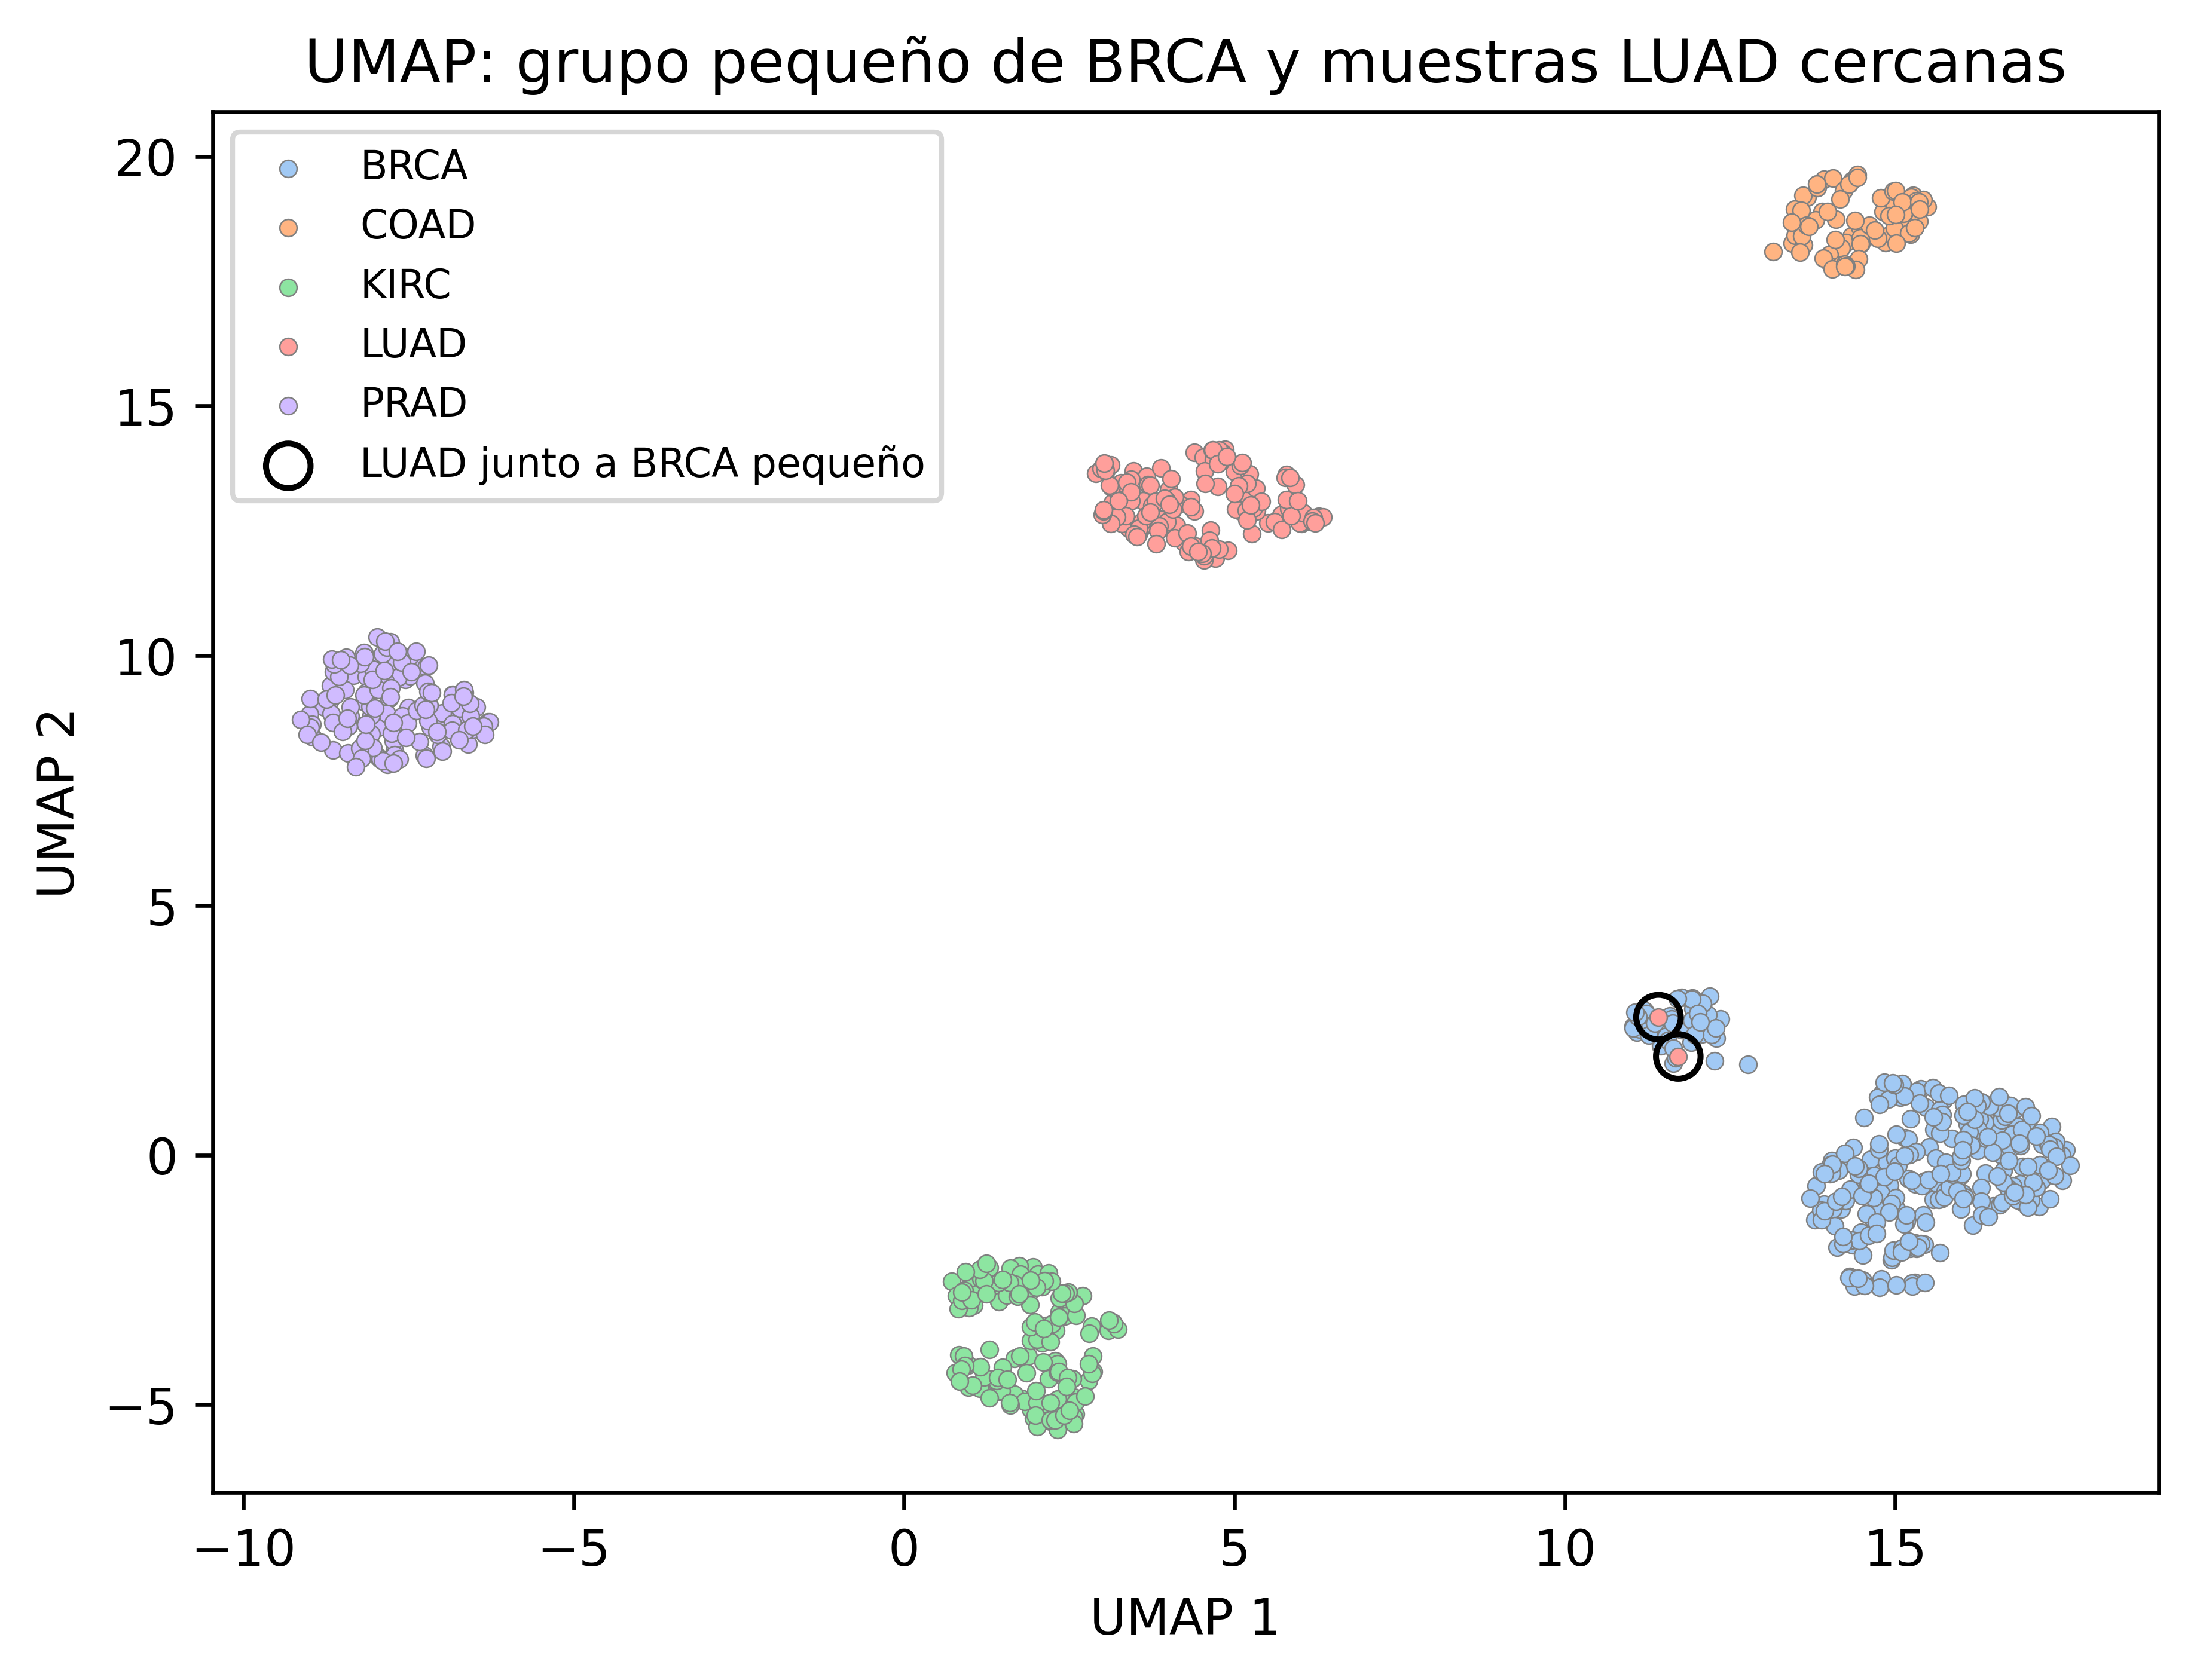 UMAP: grupo pequeño de BRCA y muestras LUAD cercanas
BRCA
COAD
KIRC
LUAD
PRAD
LUAD junto a BRCA pequeño
20
15
10
5
0
−5
UMAP 2
−10
−5
0
5
10
15
UMAP 1